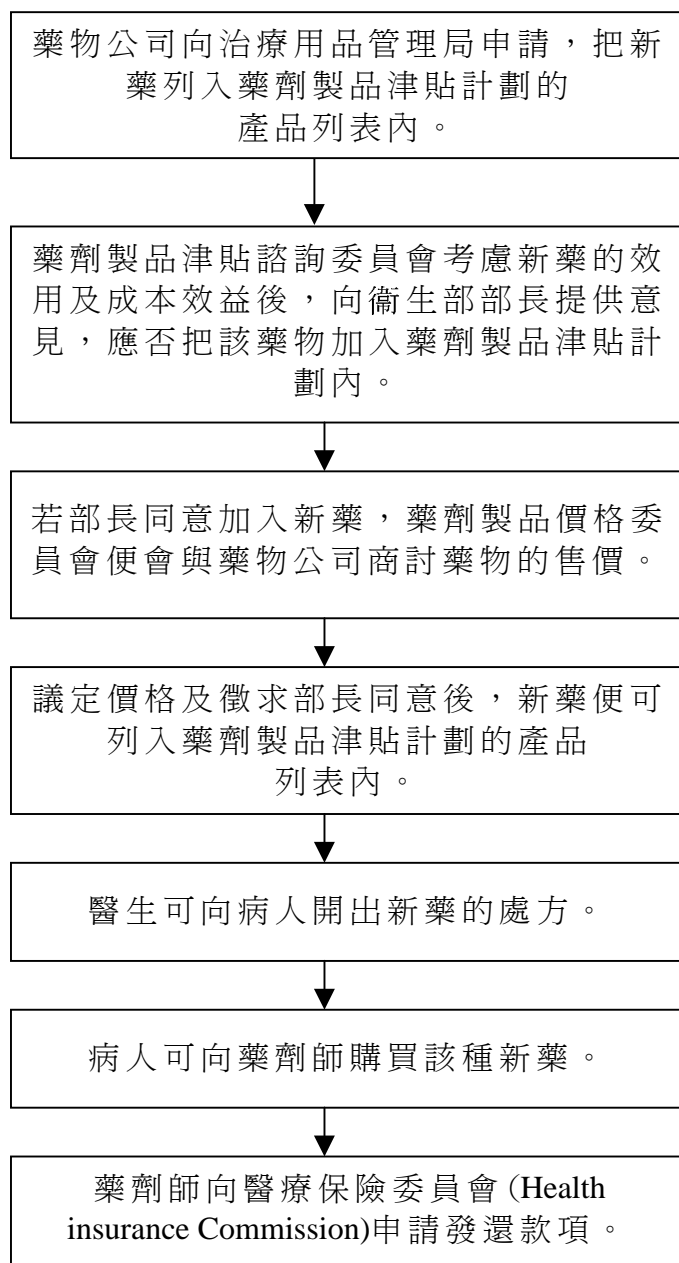 藥物公司向治療用品管理局申請，把新
藥列入藥劑製品津貼計劃的
產品列表內。
藥劑製品津貼諮詢委員會考慮新藥的效
用及成本效益後，向衞生部部長提供意
見，應否把該藥物加入藥劑製品津貼計
劃內。
若部長同意加入新藥，藥劑製品價格委
員會便會與藥物公司商討藥物的售價。
議定價格及徵求部長同意後，新藥便可
列入藥劑製品津貼計劃的產品
列表內。
醫生可向病人開出新藥的處方。
病人可向藥劑師購買該種新藥。
藥劑師向醫療保險委員會(Health
insurance Commission)申請發還款項。